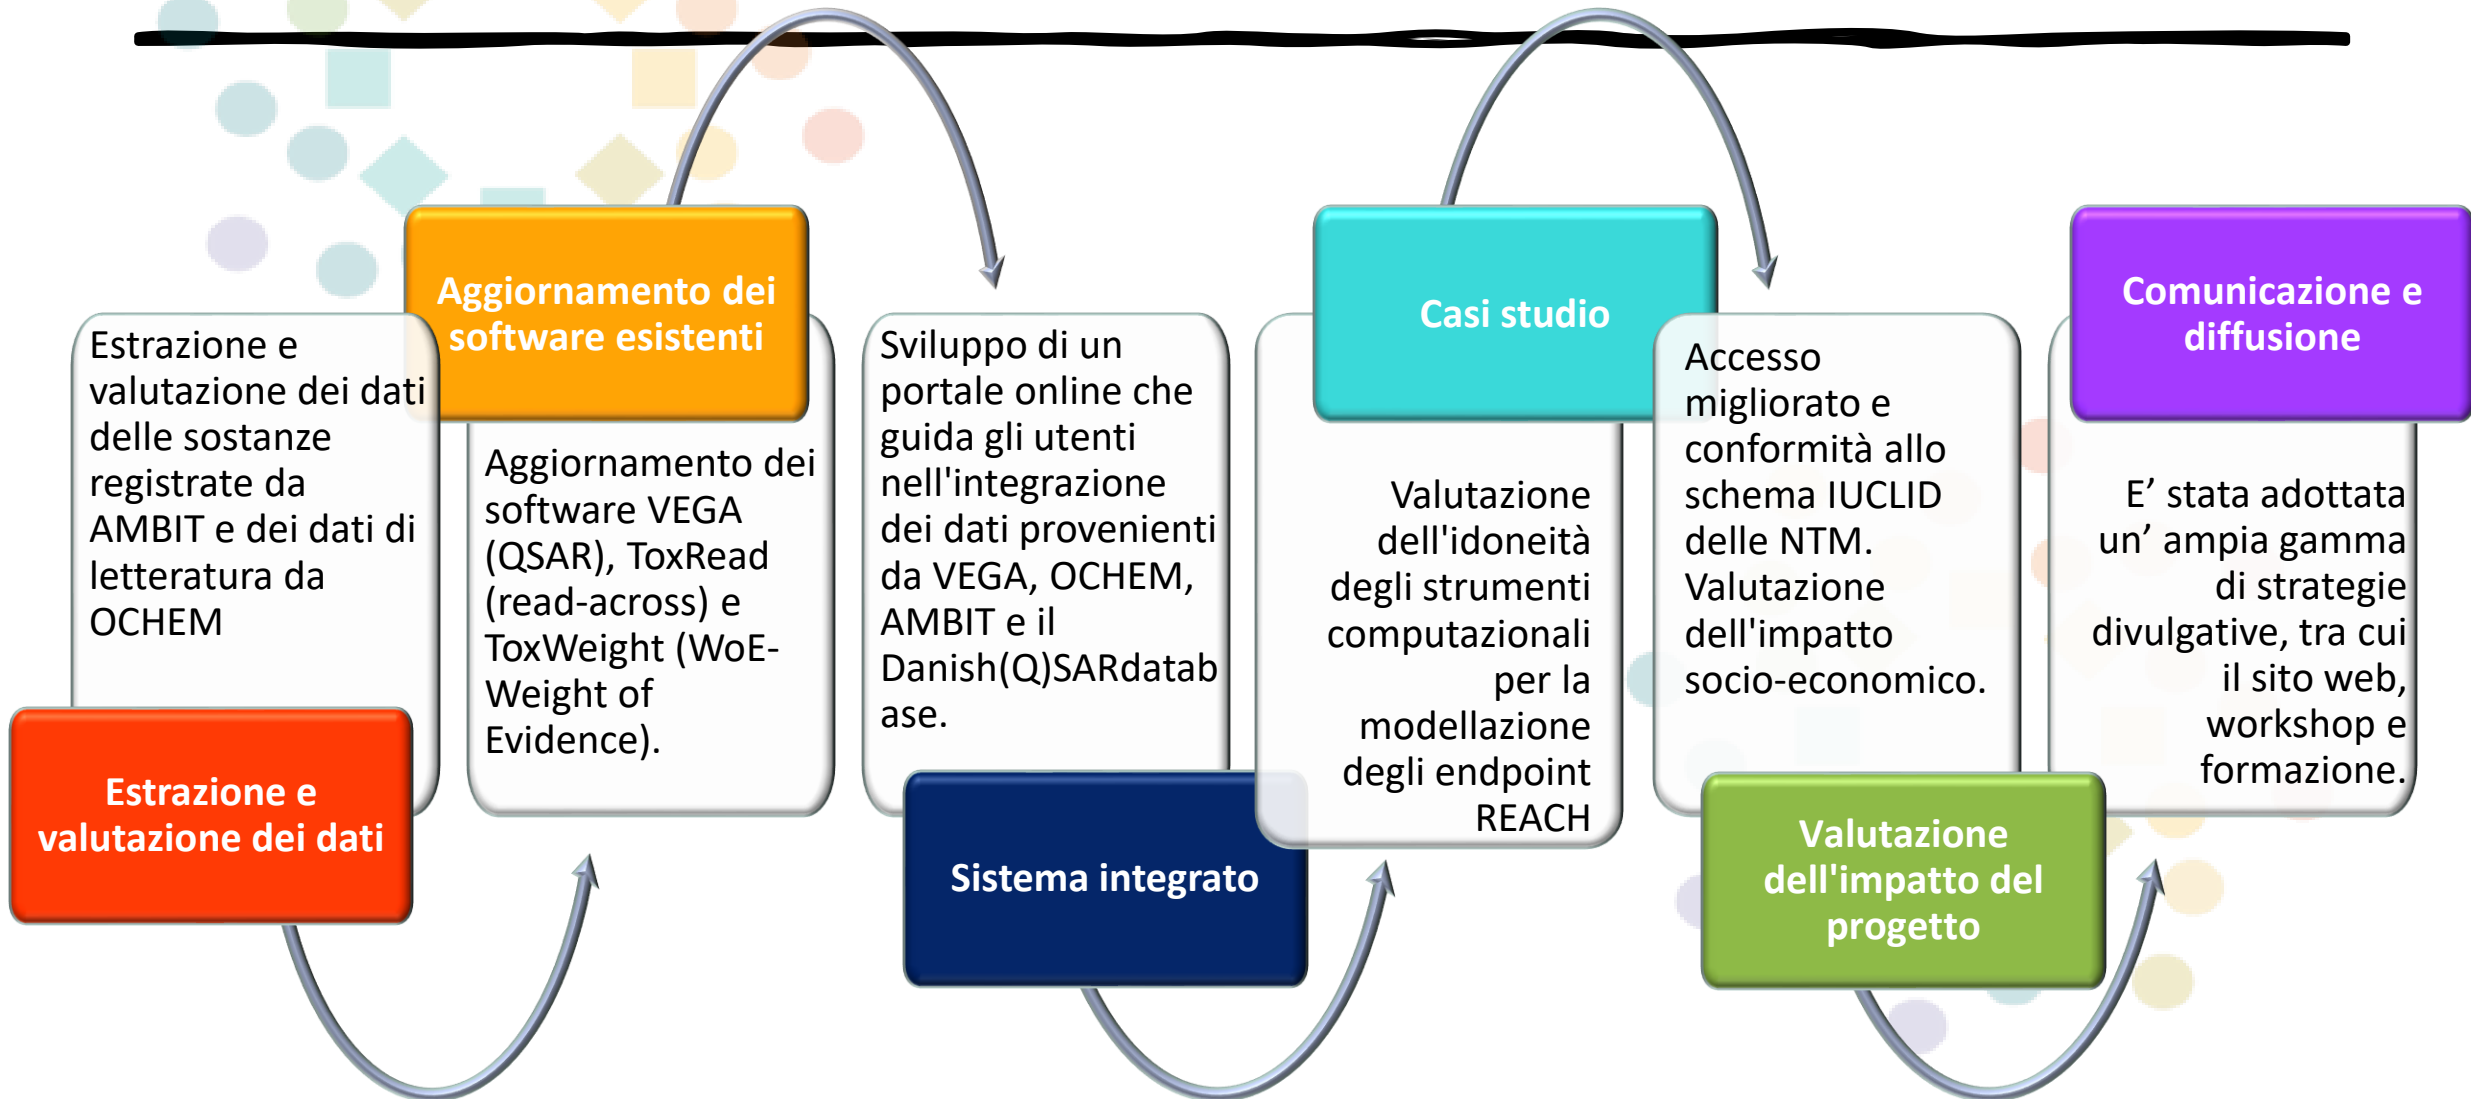 Estrazione e
valutazione dei dati
delle sostanze
registrate da
AMBIT e dei dati di
letteratura da
OCHEM
Estrazione e
valutazione dei dati
Aggiornamento dei
software esistenti
Aggiornamento dei
software VEGA
(QSAR), ToxRead
(read-across) e
ToxWeight (WoE-
Weight of
Evidence).
Sviluppo di un
portale online che
guida gli utenti
nell'integrazione
dei dati provenienti
da VEGA, OCHEM,
AMBIT e il
Danish(Q)SARdatab
ase.
Sistema integrato
Casi studio
Valutazione
dell'idoneità
degli strumenti
computazionali
per la
modellazione
degli endpoint
REACH
Accesso
migliorato e
conformità allo
schema IUCLID
delle NTM.
Valutazione
dell'impatto
socio-economico.
Valutazione
dell'impatto del
progetto
Comunicazione e
diffusione
E’ stata adottata
un’ ampia gamma
di strategie
divulgative, tra cui
il sito web,
workshop e
formazione.